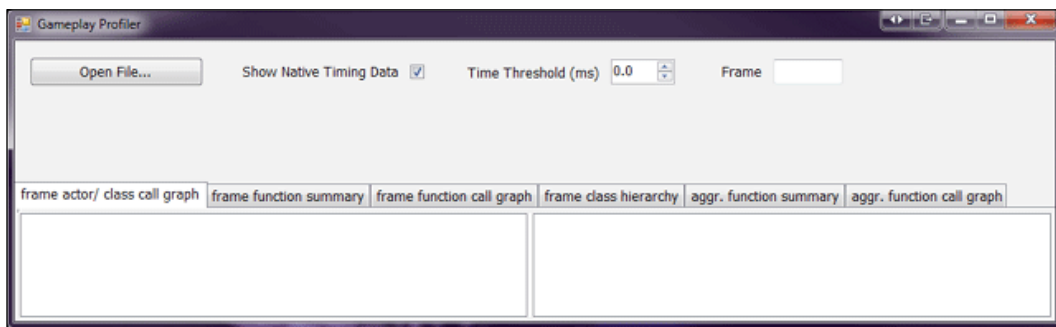 Gameplay Profiler
Open File... Show Native Timing Data Time Threshold (ms) 0.0 Frame
frame actor/ class call graph frame function summary frame function call graph frame class hierarchy aggr. function summary aggr. function call graph